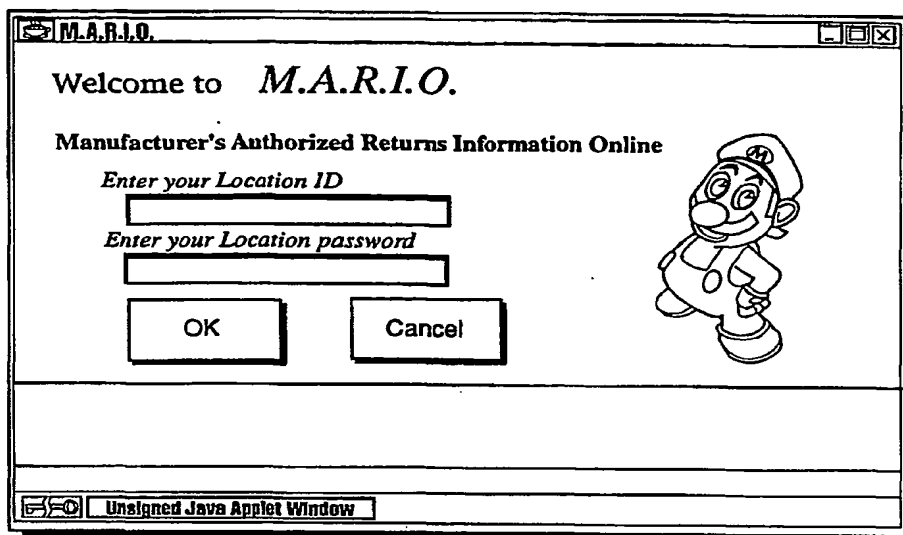 M.A.R.I.O.
Welcome to M.A.R.I.O.
Manufacturer's Authorized Returns Information Online
Enter your Location ID
Enter your Location password
OK Cancel
M
Unsigned Java Applet Window